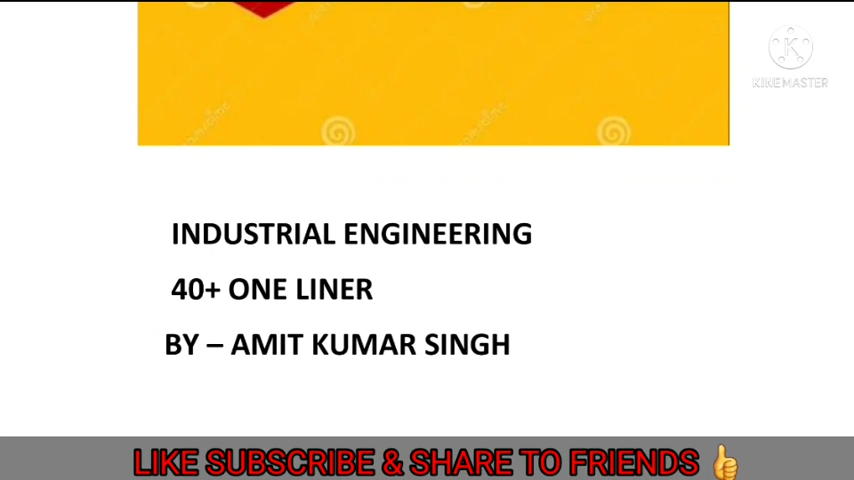 KINEMASTER
INDUSTRIAL ENGINEERING
40+ ONE LINER
BY – AMIT KUMAR SINGH
LIKE SUBSCRIBE & SHARE TO FRIENDS 👍